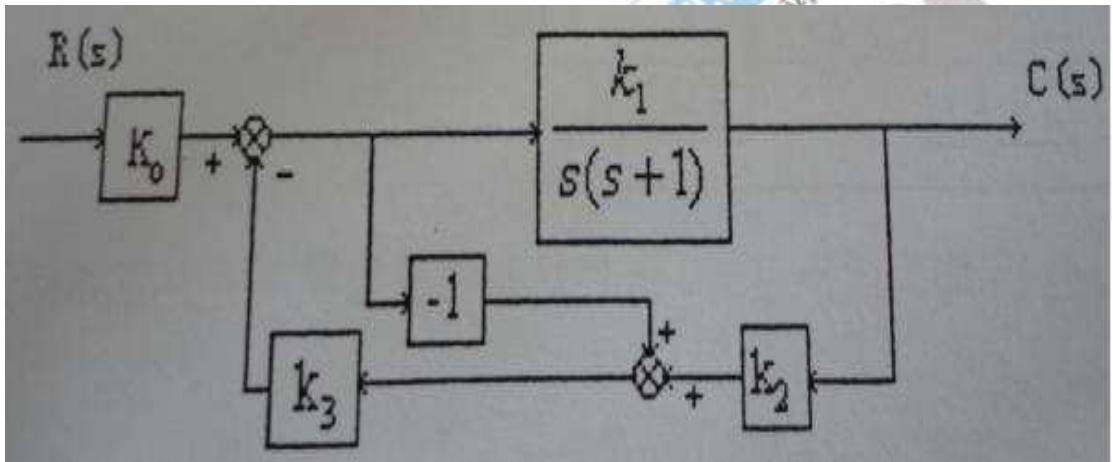 R(s)
k₁
C(s)
K₀
+
-
s(s+1)
-1
+
k₃
+
k₂